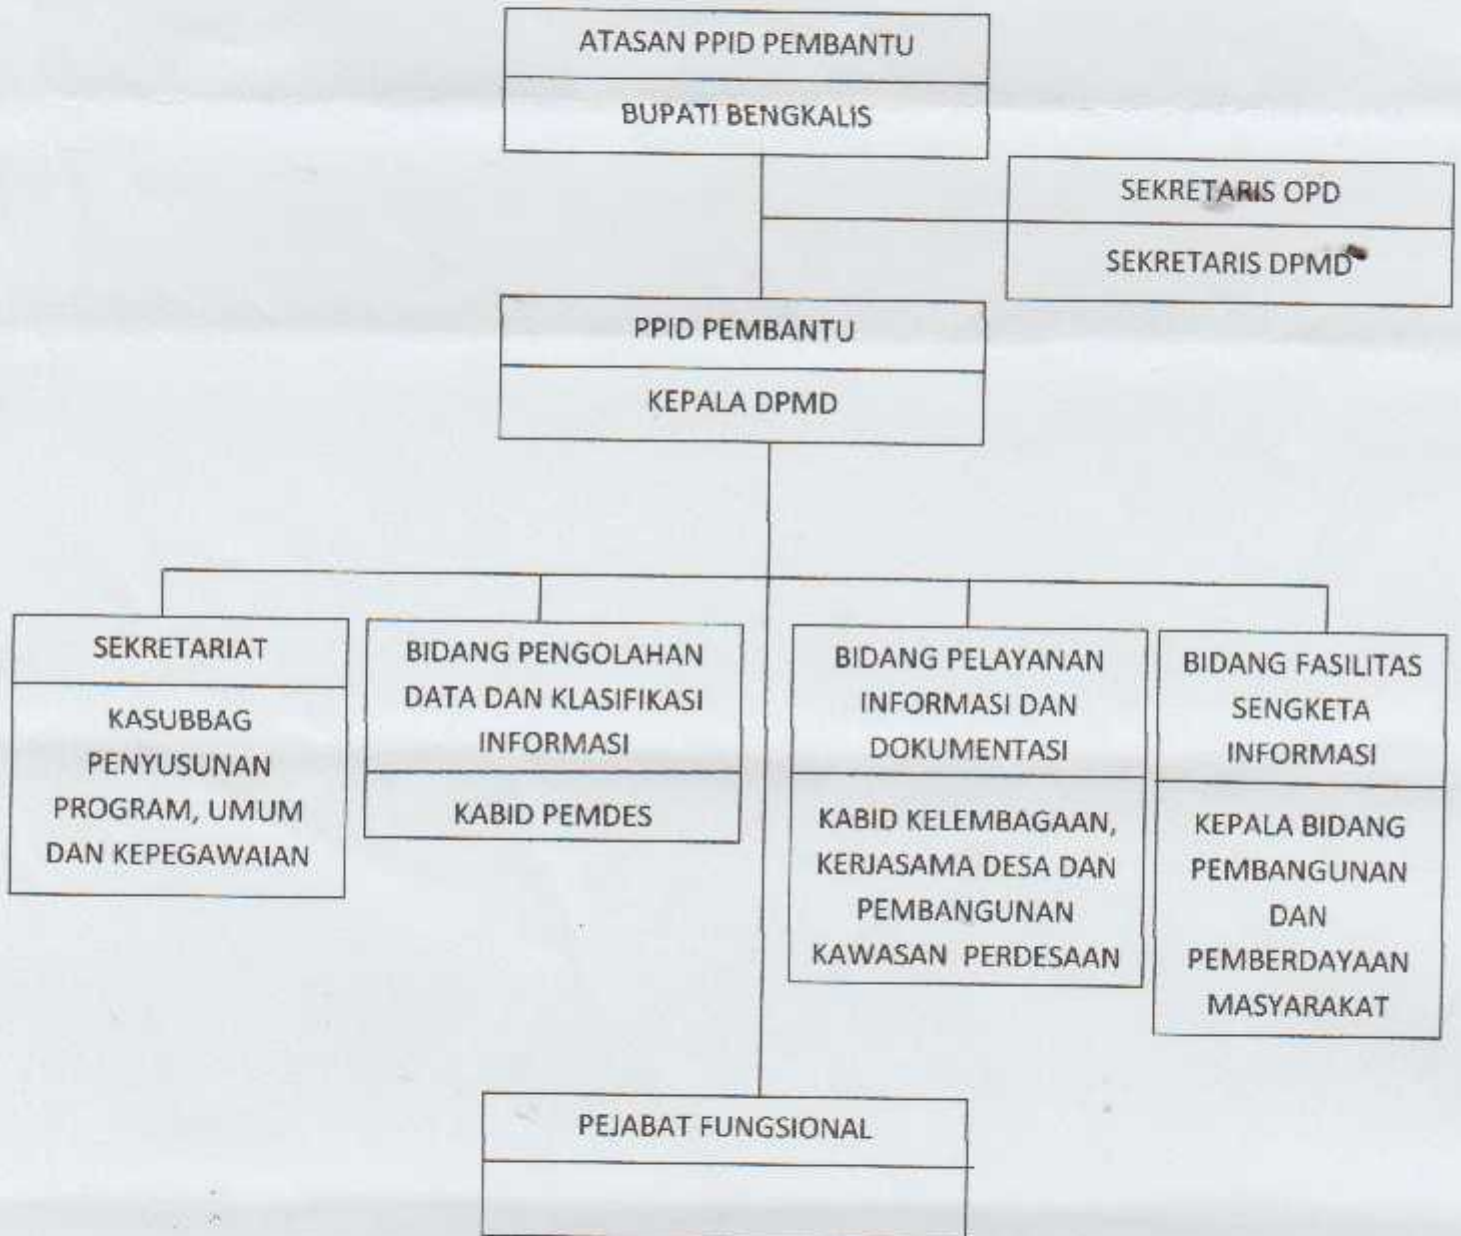 ATASAN PPID PEMBANTU
BUPATI BENGKALIS
SEKRETARIS OPD
SEKRETARIS DPMD
PPID PEMBANTU
KEPALA DPMD
SEKRETARIAT
KASUBBAG
PENYUSUNAN
PROGRAM, UMUM
DAN KEPEGAWAIAN
BIDANG PENGOLAHAN
DATA DAN KLASIFIKASI
INFORMASI
KABID PEMDES
BIDANG PELAYANAN
INFORMASI DAN
DOKUMENTASI
KABID KELEMBAGAAN,
KERJASAMA DESA DAN
PEMBANGUNAN
KAWASAN PERDESAAN
BIDANG FASILITAS
SENGKETA
INFORMASI
KEPALA BIDANG
PEMBANGUNAN
DAN
PEMBERDAYAAN
MASYARAKAT
PEJABAT FUNGSIONAL